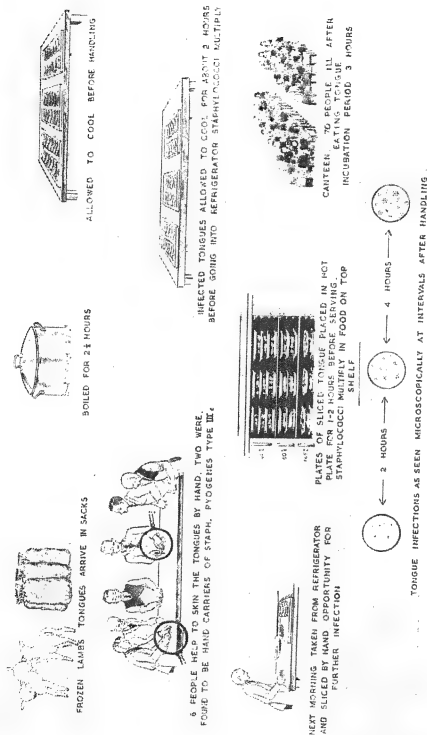 FROZEN LAMBS TONGUES ARRIVE IN SACKS
BOILED FOR 2½ HOURS
ALLOWED TO COOL BEFORE HANDLING
6 PEOPLE HELP TO SKIN THE TONGUES BY HAND, TWO WERE
FOUND TO BE HAND CARRIERS OF STAPH. PYOGENES TYPE
INFECTED TONGUES ALLOWED TO COOL FOR ABOUT 2 HOURS
BEFORE GOING INTO REFRIGERATOR STAPHYLOCOCCI MULTIPLY
NEXT MORNING TAKEN FROM REFRIGERATOR
AND SLICED BY HAND OPPORTUNITY FOR
FURTHER INFECTION
PLATES OF SLICED TONGUE PLACED IN HOT
PLATE FOR 1-2 HOURS BEFORE SERVING.
STAPHYLOCOCCI MULTIPLY IN FOOD ON TOP
SHELF
CANTEEN 70 PEOPLE ILL AFTER
EATING TONGUE
INCUBATION PERIOD 3 HOURS
2 HOURS
4 HOURS
TONGUE INFECTIONS AS SEEN MICROSCOPICALLY AT INTERVALS AFTER HANDLING